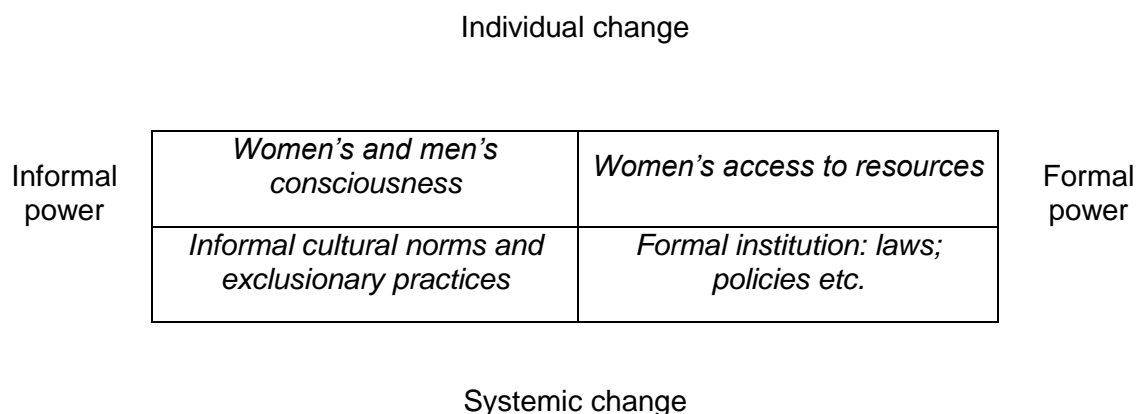 Individual change
Women’s and men’s
consciousness
Women’s access to resources
Informal
power
Formal
power
Informal cultural norms and
exclusionary practices
Formal institution: laws;
policies etc.
Systemic change